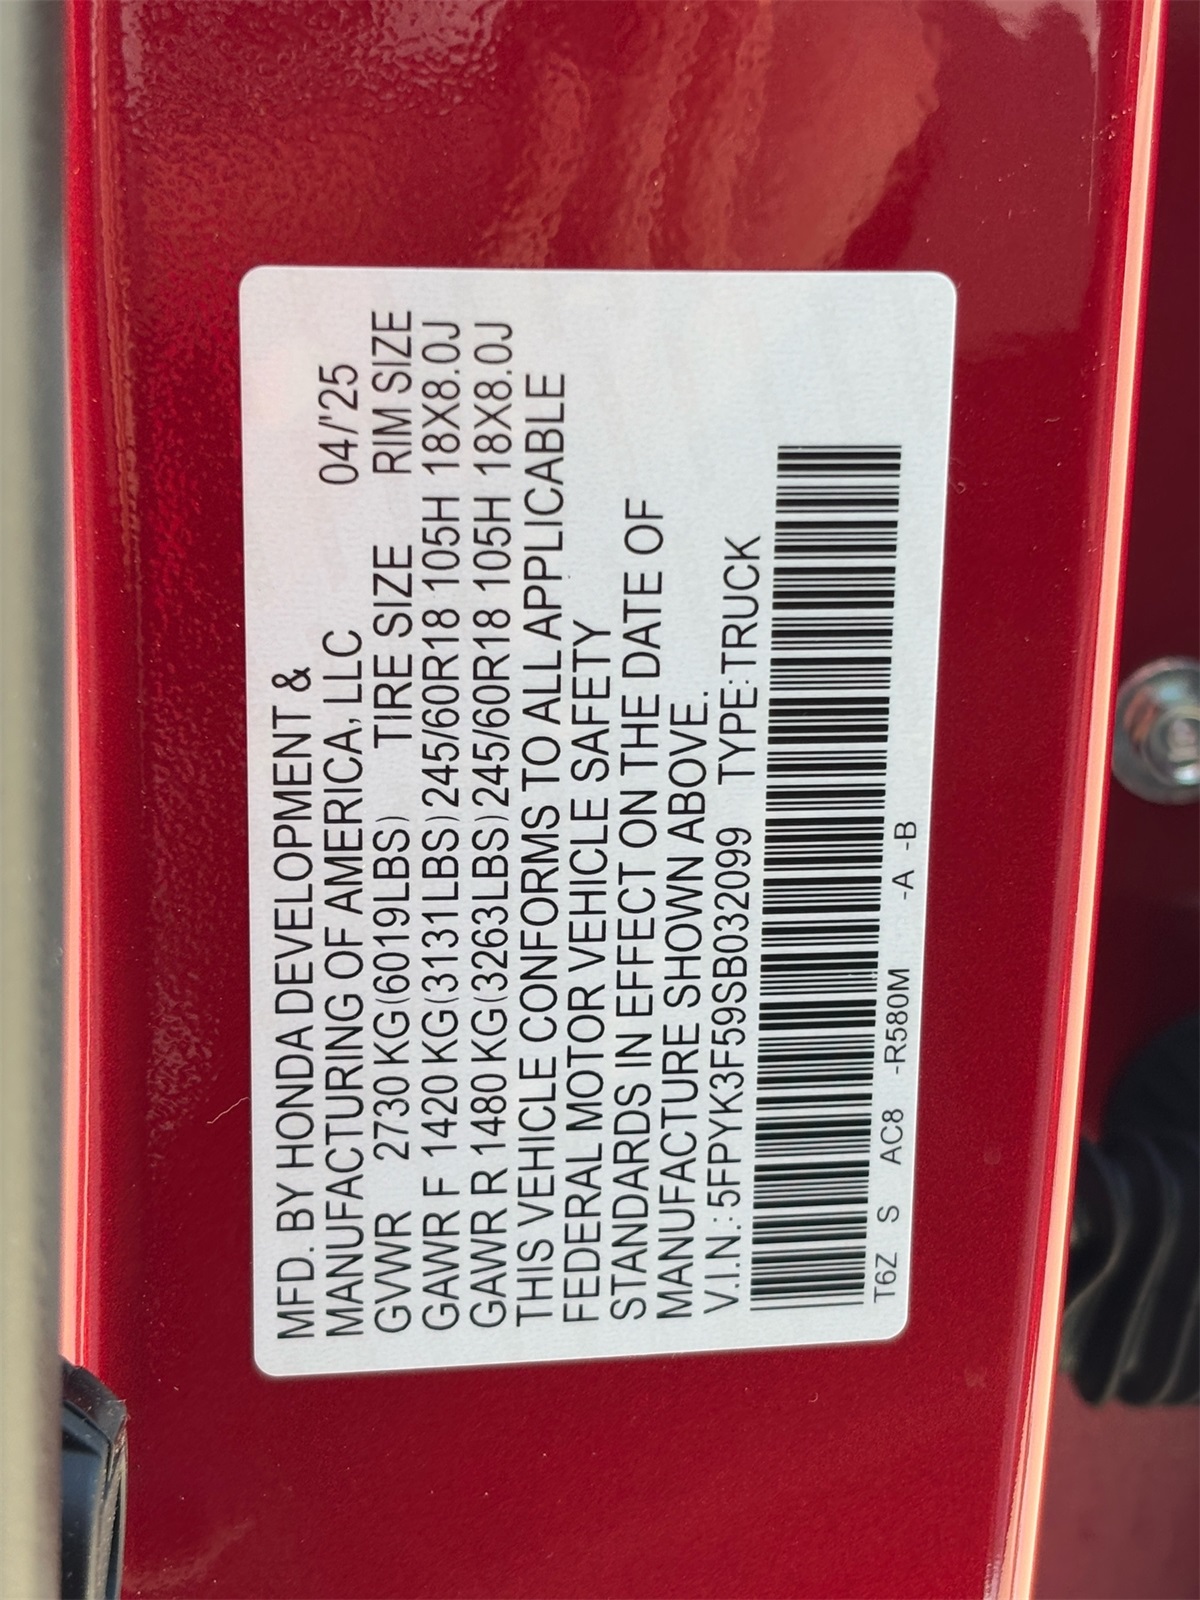 MFD. BY HONDA DEVELOPMENT &
MANUFACTURING OF AMERICA, LLC 04/'25
GVWR 2730 KG(6019LBS) TIRE SIZE RIM SIZE
GAWR F 1420 KG(3131LBS) 245/60R18 105H 18X8.0J
GAWR R 1480 KG(3263LBS) 245/60R18 105H 18X8.0J
THIS VEHICLE CONFORMS TO ALL APPLICABLE
FEDERAL MOTOR VEHICLE SAFETY
STANDARDS IN EFFECT ON THE DATE OF
MANUFACTURE SHOWN ABOVE.
V.I.N.: 5FPYK3F59SB032099 TYPE:TRUCK
T6Z S AC8 -R580M -A -B